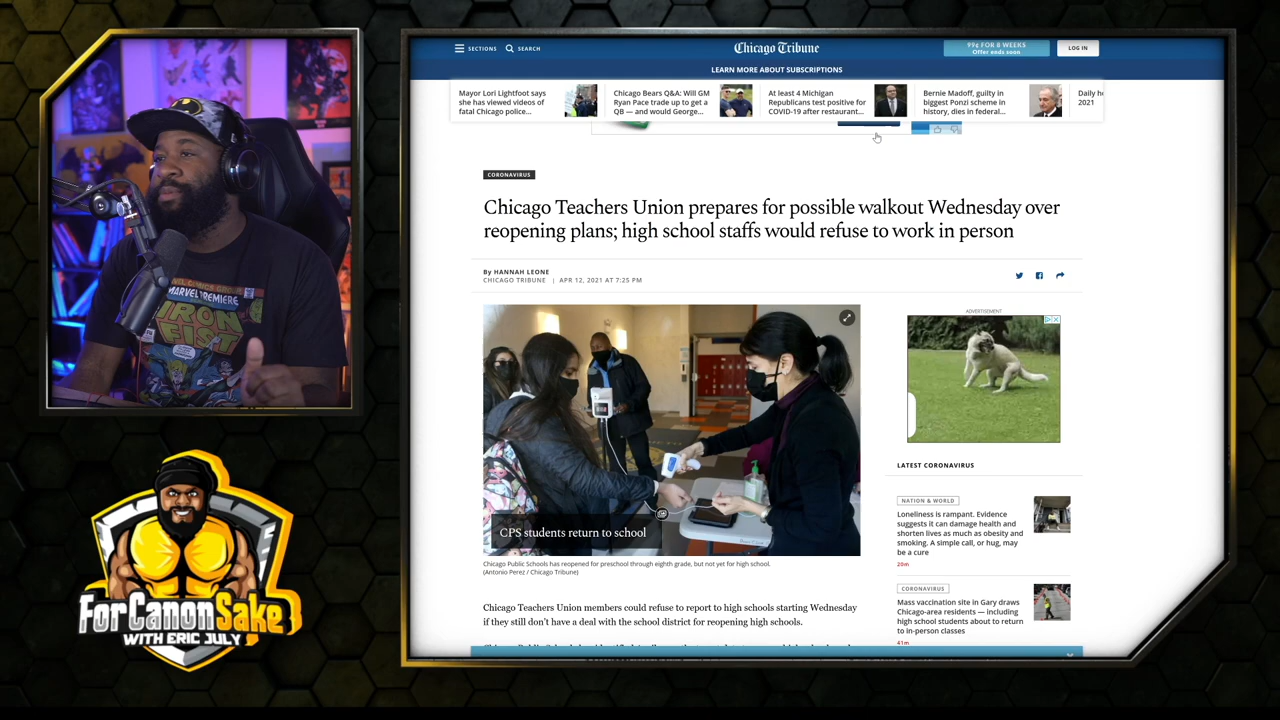 SECTIONS
SEARCH
Chicago Tribune
99¢ FOR 8 WEEKS
Offer ends soon
LOG IN
LEARN MORE ABOUT SUBSCRIPTIONS
Mayor Lori Lightfoot says
she has viewed videos of
fatal Chicago police...
Chicago Bears Q&A: Will GM
Ryan Pace trade up to get a
QB — and would George...
At least 4 Michigan
Republicans test positive for
COVID-19 after restaurant...
Bernie Madoff, guilty in
biggest Ponzi scheme in
history, dies in federal...
Daily h
2021
CORONAVIRUS
Chicago Teachers Union prepares for possible walkout Wednesday over
reopening plans; high school staffs would refuse to work in person
By HANNAH LEONE
CHICAGO TRIBUNE | APR 12, 2021 AT 7:25 PM
CPS students return to school
Chicago Public Schools has reopened for preschool through eighth grade, but not yet for high school.
(Antonio Perez / Chicago Tribune)
Chicago Teachers Union members could refuse to report to high schools starting Wednesday
if they still don't have a deal with the school district for reopening high schools.
ADVERTISEMENT
LATEST CORONAVIRUS
NATION & WORLD
Loneliness is rampant. Evidence
suggests it can damage health and
shorten lives as much as obesity and
smoking. A simple call, or hug, may
be a cure
20m
CORONAVIRUS
Mass vaccination site in Gary draws
Chicago-area residents — including
high school students about to return
to in-person classes
41m
MARVEL PREMIERE
IRON
FIST
ForCanonSake
WITH ERIC JULY